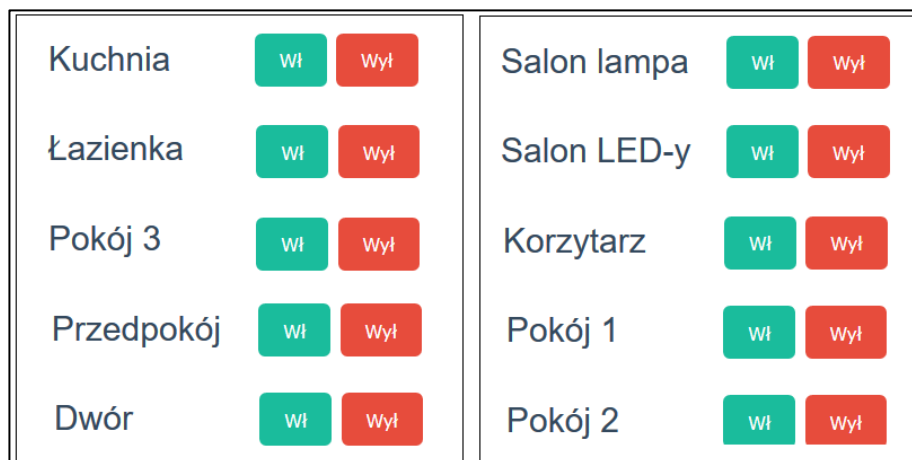 Kuchnia Wł Wył
Łazienka Wł Wył
Pokój 3 Wł Wył
Przedpokój Wł Wył
Dwór Wł Wył
Salon lampa Wł Wył
Salon LED-y Wł Wył
Korzytarz Wł Wył
Pokój 1 Wł Wył
Pokój 2 Wł Wył